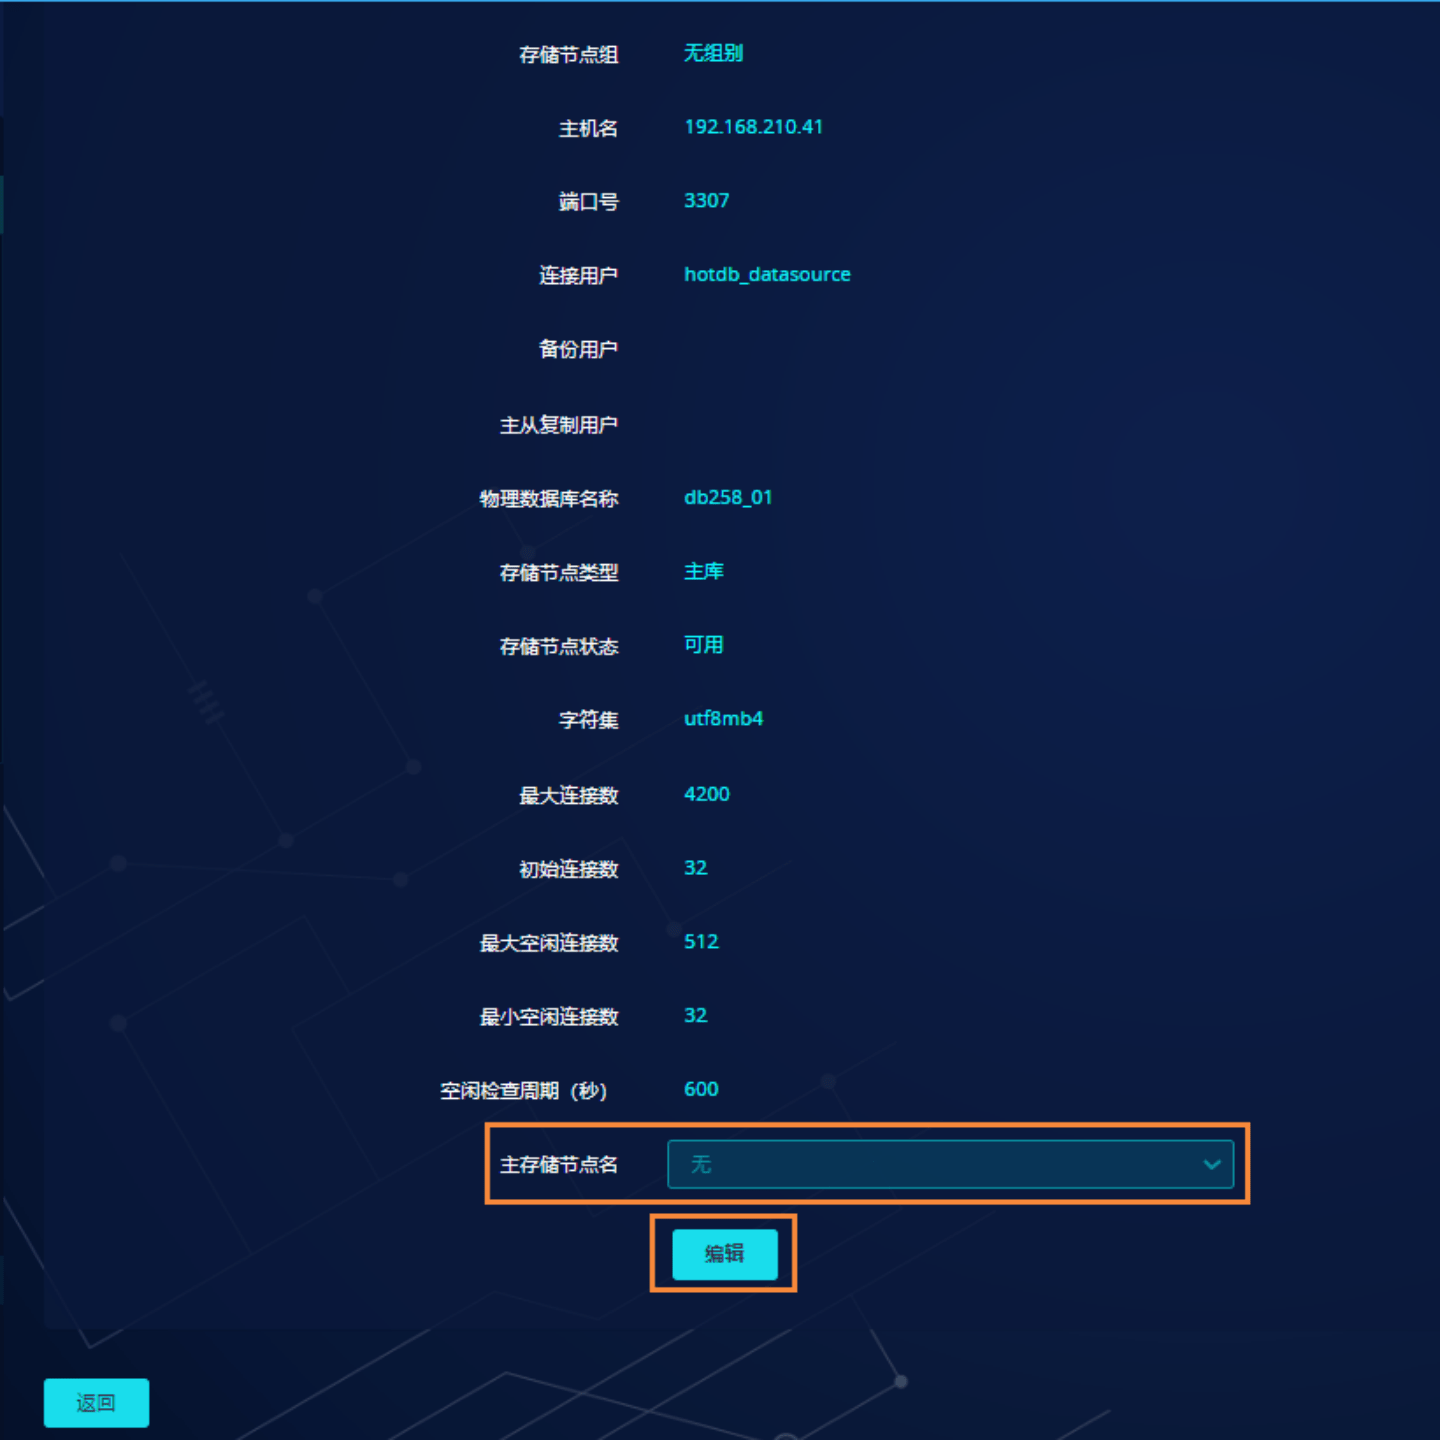 存储节点组 无组别
主机名 192.168.210.41
端口号 3307
连接用户 hotdb_datasource
备份用户
主从复制用户
物理数据库名称 db258_01
存储节点类型 主库
存储节点状态 可用
字符集 utf8mb4
最大连接数 4200
初始连接数 32
最大空闲连接数 512
最小空闲连接数 32
空闲检查周期（秒） 600
主存储节点名 无
编辑
返回